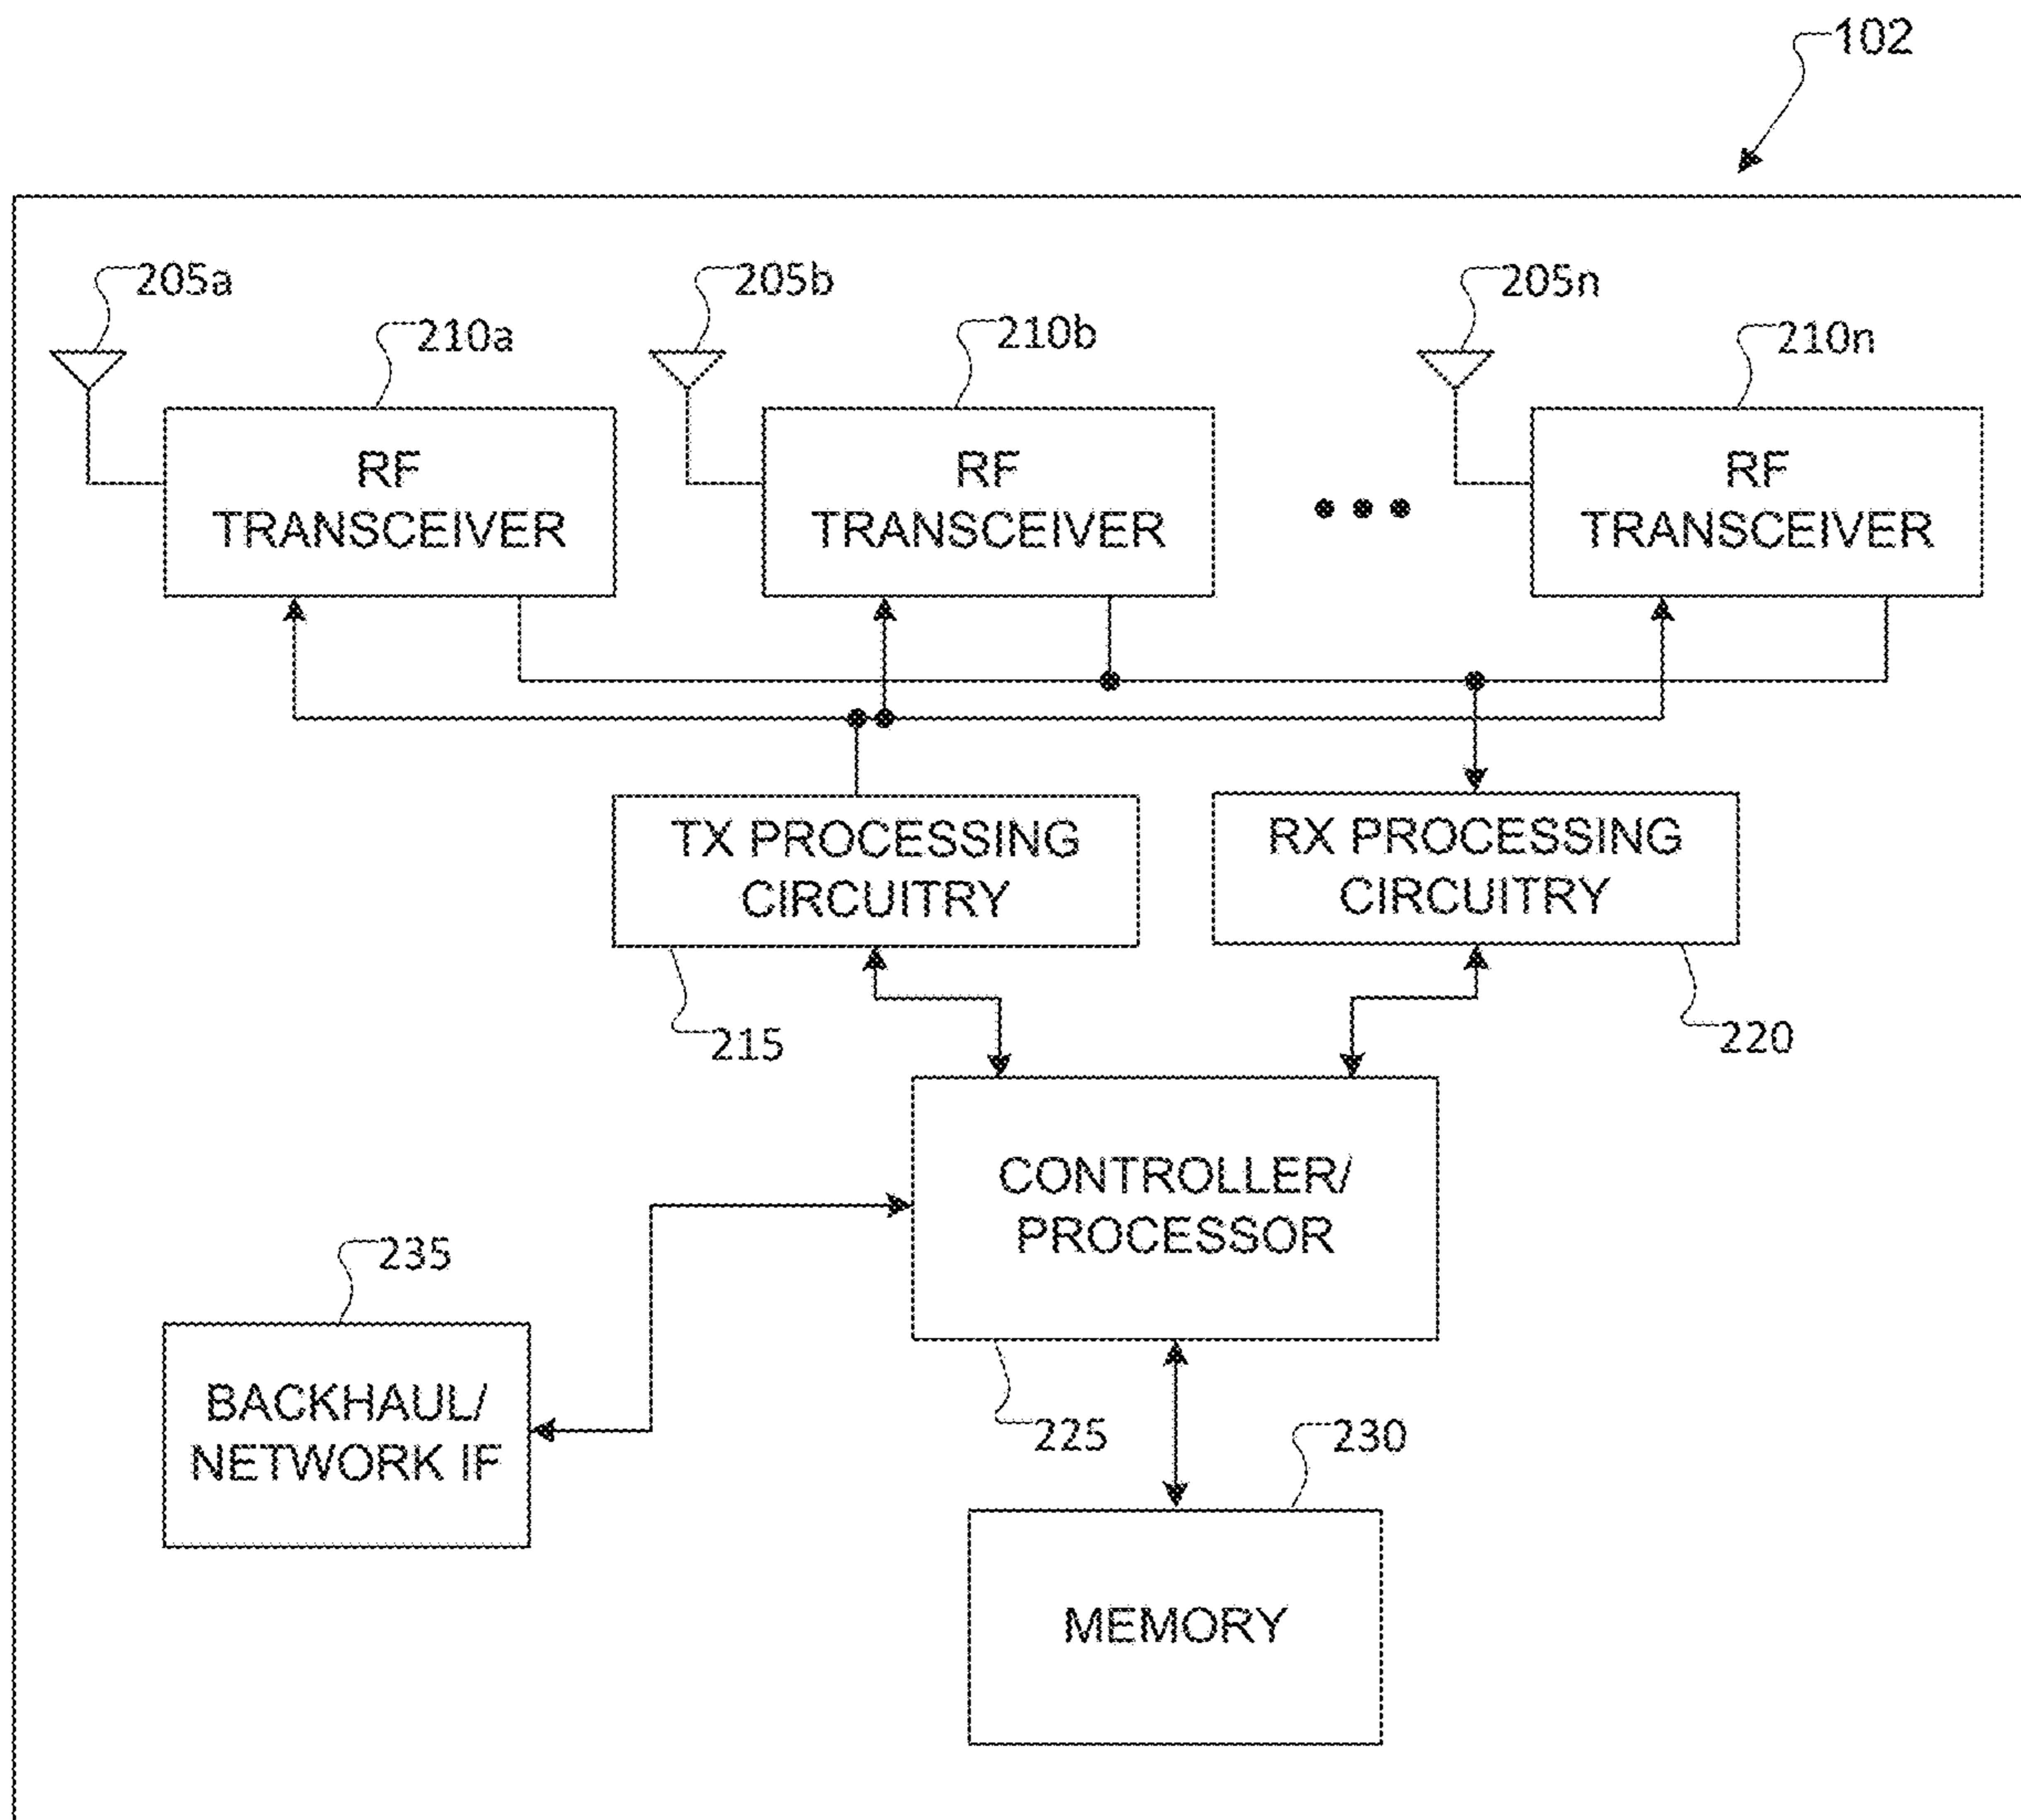 102
205a
205b
205n
210a
210b
210n
RF
TRANSCEIVER
RF
TRANSCEIVER
RF
TRANSCEIVER
TX PROCESSING
CIRCUITRY
RX PROCESSING
CIRCUITRY
215
220
CONTROLLER/
PROCESSOR
235
BACKHAUL/
NETWORK IF
225
230
MEMORY